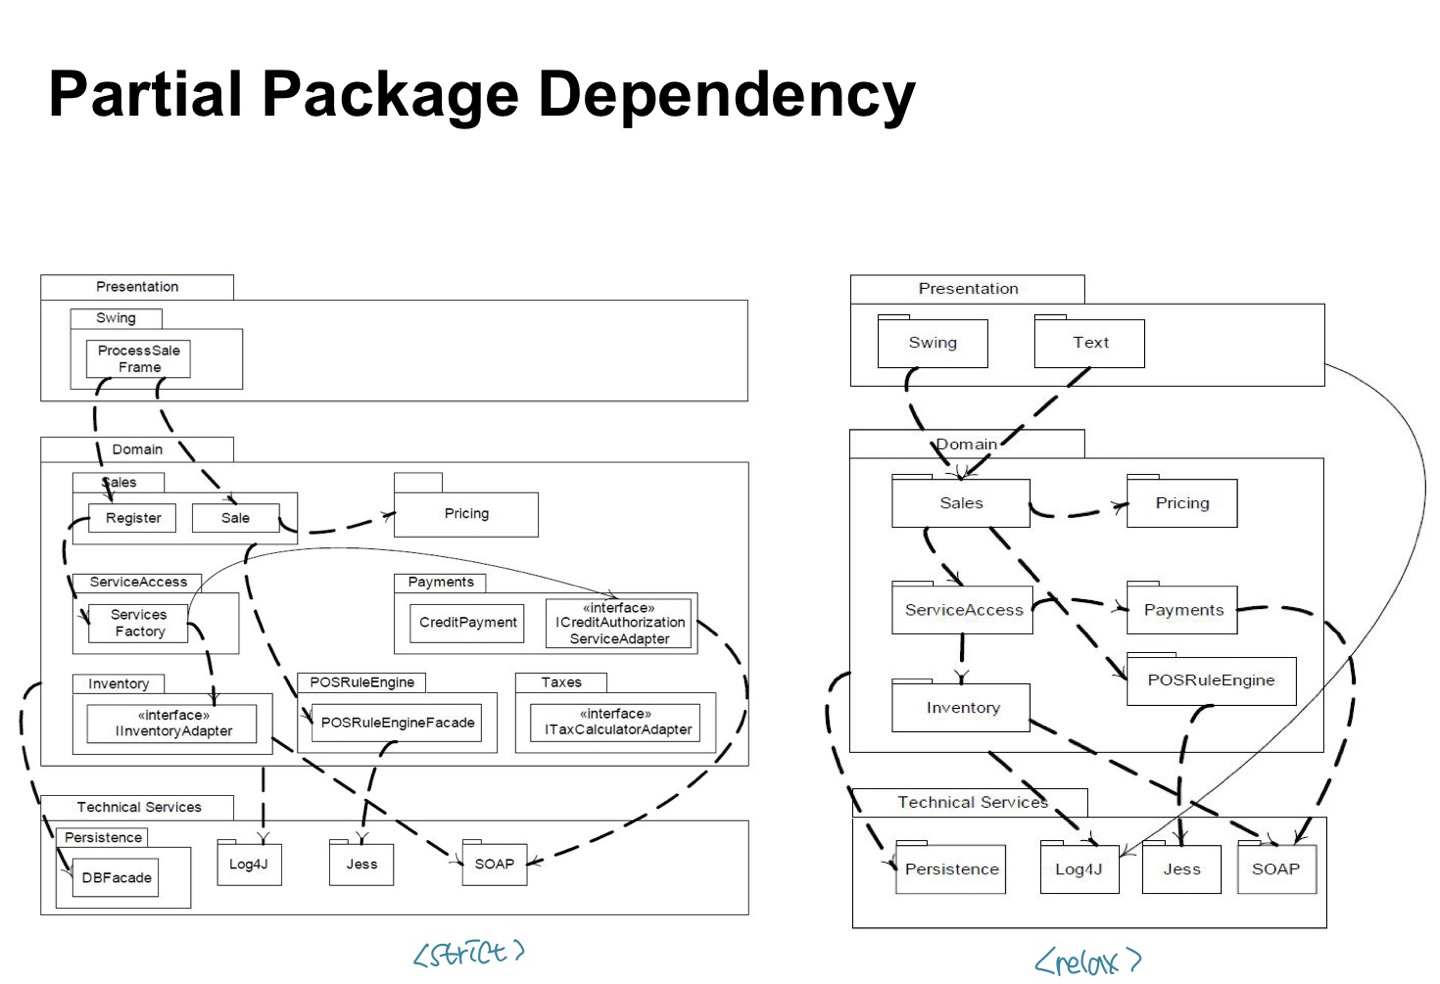 Partial Package Dependency
Presentation
Swing
ProcessSale
Frame
Domain
Sales
Register
Sale
Pricing
ServiceAccess
Services
Factory
Payments
CreditPayment
«interface»
ICreditAuthorization
ServiceAdapter
Inventory
«interface»
IInventoryAdapter
POSRuleEngine
POSRuleEngineFacade
Taxes
«interface»
ITaxCalculatorAdapter
Technical Services
Persistence
DBFacade
Log4J
Jess
SOAP
<strict>
Presentation
Swing
Text
Domain
Sales
Pricing
ServiceAccess
Payments
POSRuleEngine
Inventory
Technical Services
Persistence
Log4J
Jess
SOAP
<relax>